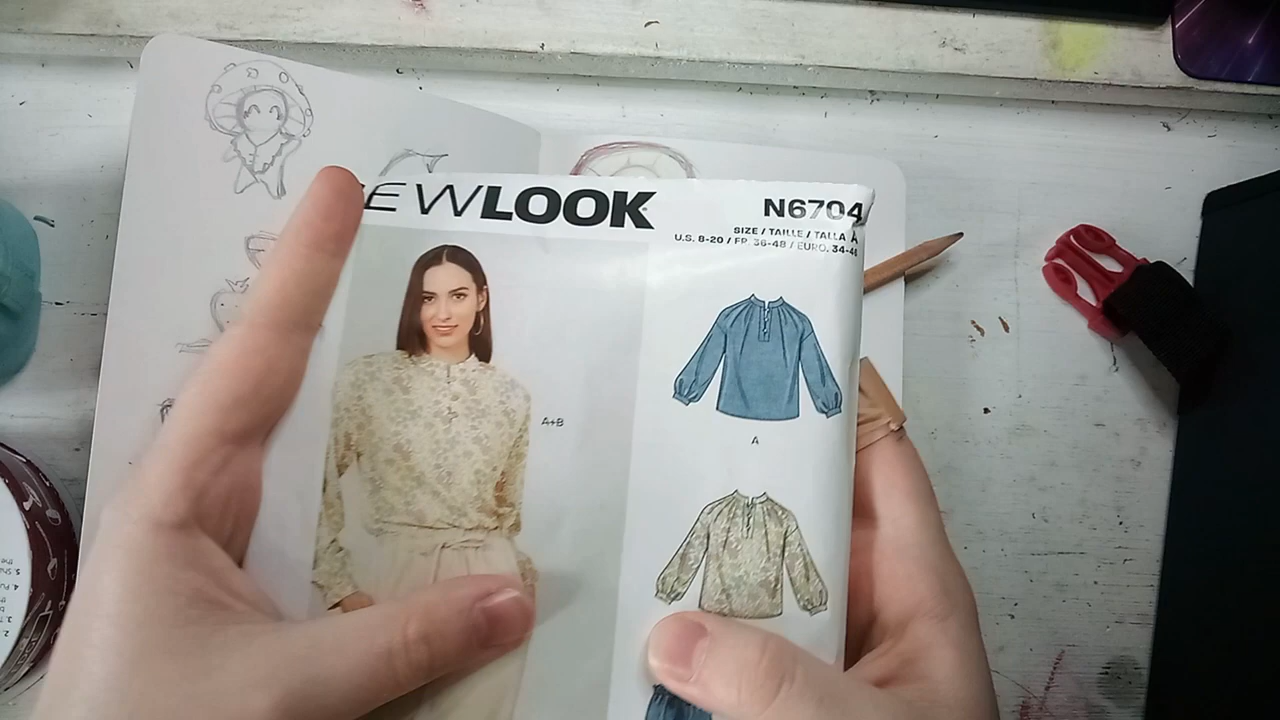 EWLOOK
N6704
SIZE / TAILLE / TALLA A
U.S. 8-20 / FR. 36-48 / EURO. 34-46
A+B
A